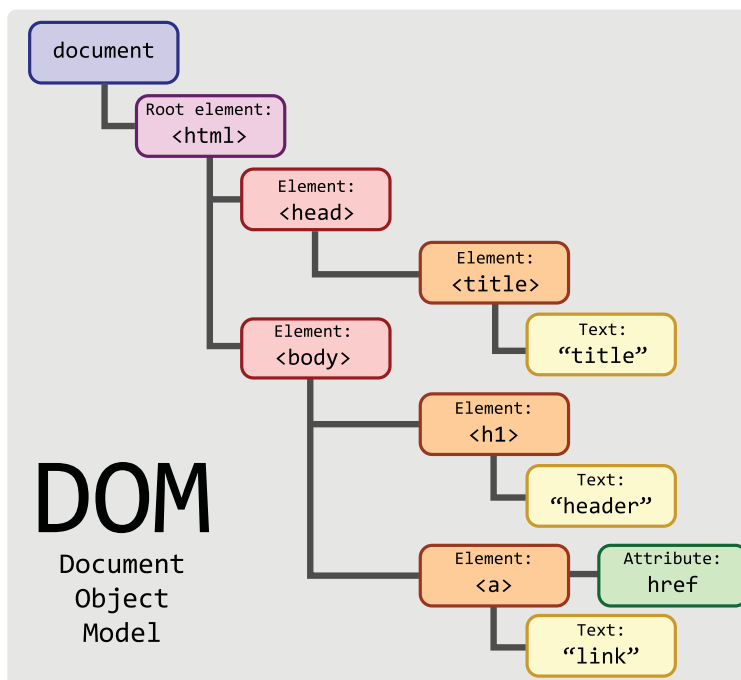 document
Root element:
<html>
Element:
<head>
Element:
<title>
Text:
“title”
Element:
<body>
Element:
<h1>
Text:
“header”
Element:
<a>
Attribute:
href
Text:
“link”
DOM
Document
Object
Model